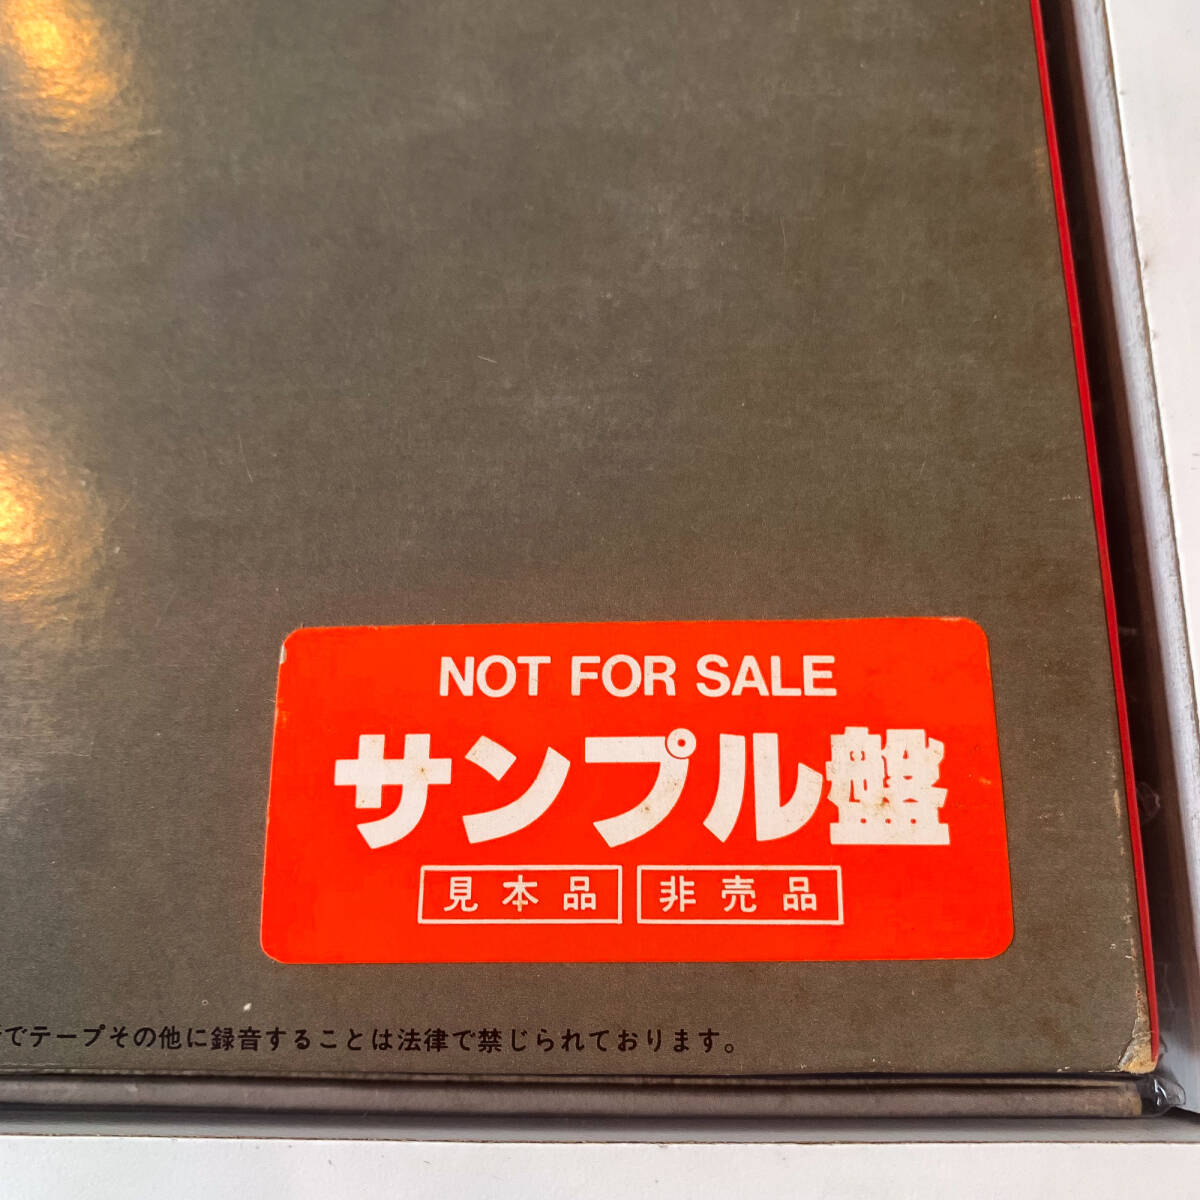 NOT FOR SALE
サンプル盤
見本品 非売品
でテープその他に録音することは法律で禁じられております。